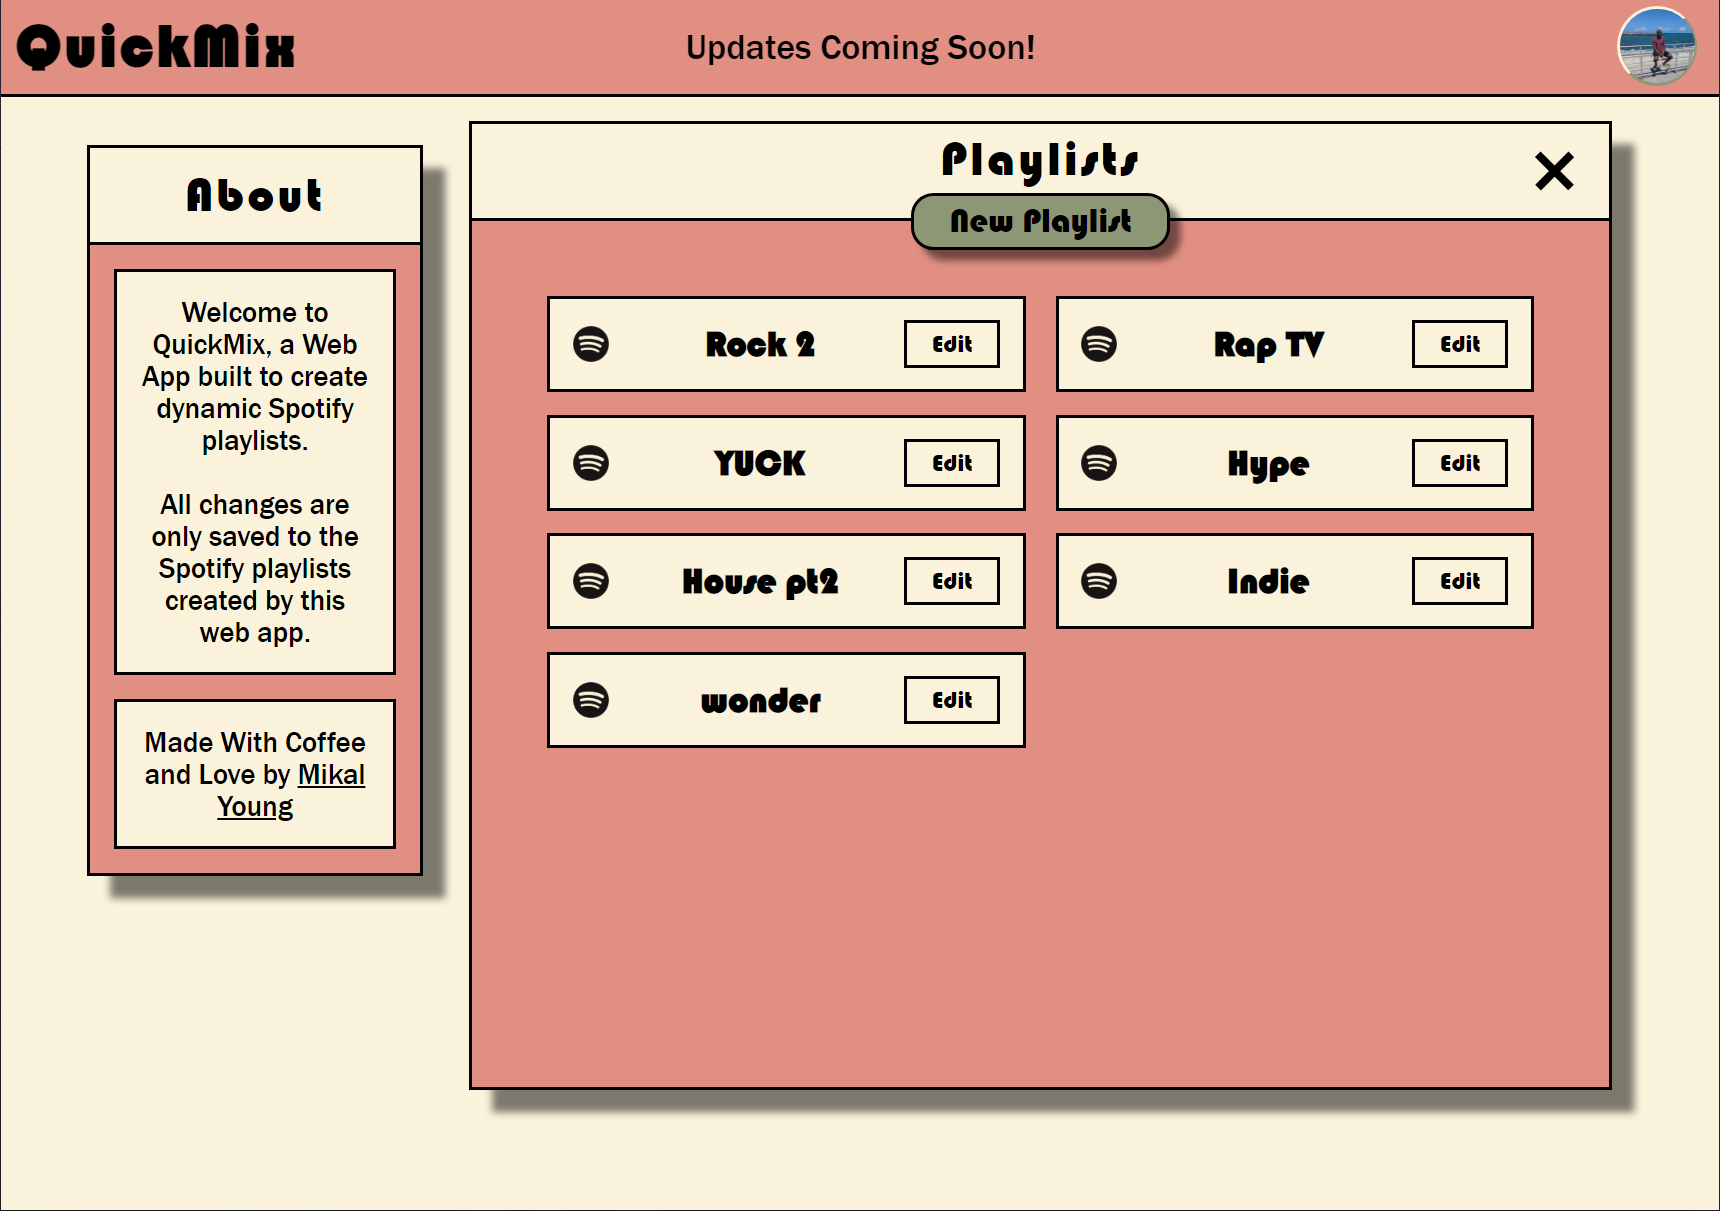 QuickMix
Updates Coming Soon!
About
Welcome to
QuickMix, a Web
App built to create
dynamic Spotify
playlists.
All changes are
only saved to the
Spotify playlists
created by this
web app.
Made With Coffee
and Love by Mikal
Young
Playlists
New Playlist
Rock 2 Edit
Rap TV Edit
YUCK Edit
Hype Edit
House pt2 Edit
Indie Edit
wonder Edit